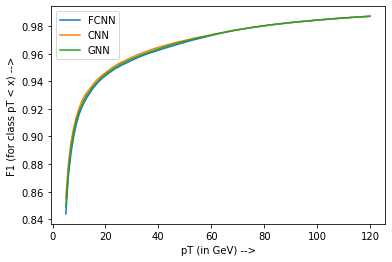 FCNN
CNN
GNN
0.98
0.96
0.94
0.92
0.90
0.88
0.86
0.84
F1 (for class pT < x) -->
0 20 40 60 80 100 120
pT (in GeV) -->